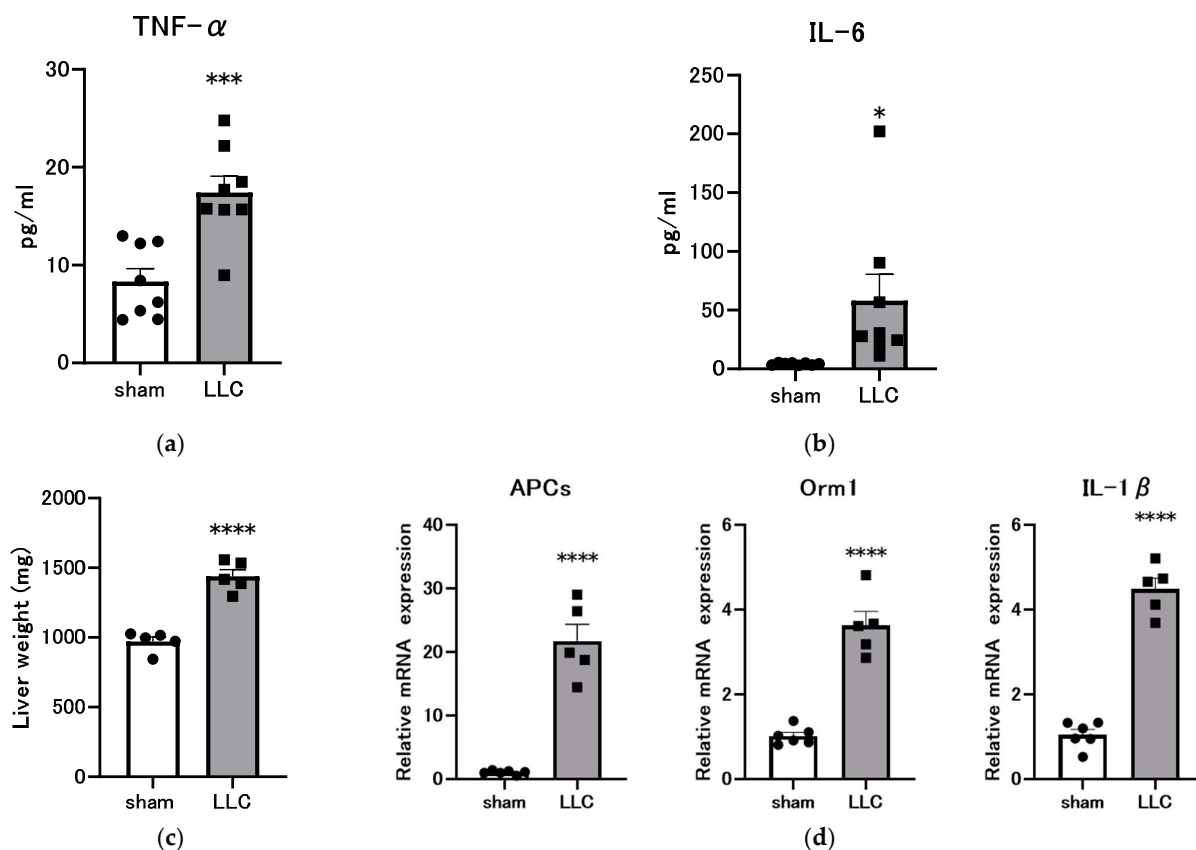 TNF-α
***
30
20
10
0
pg/ml
sham LLC
(a)
IL-6
*
250
200
150
100
50
0
pg/ml
sham LLC
(b)
2000
1500
1000
500
0
Liver weight (mg)
****
sham LLC
(c)
APCs
****
40
30
20
10
0
Relative mRNA expression
sham LLC
Orm1
****
6
4
2
0
Relative mRNA expression
sham LLC
IL-1β
****
6
4
2
0
Relative mRNA expression
sham LLC
(d)